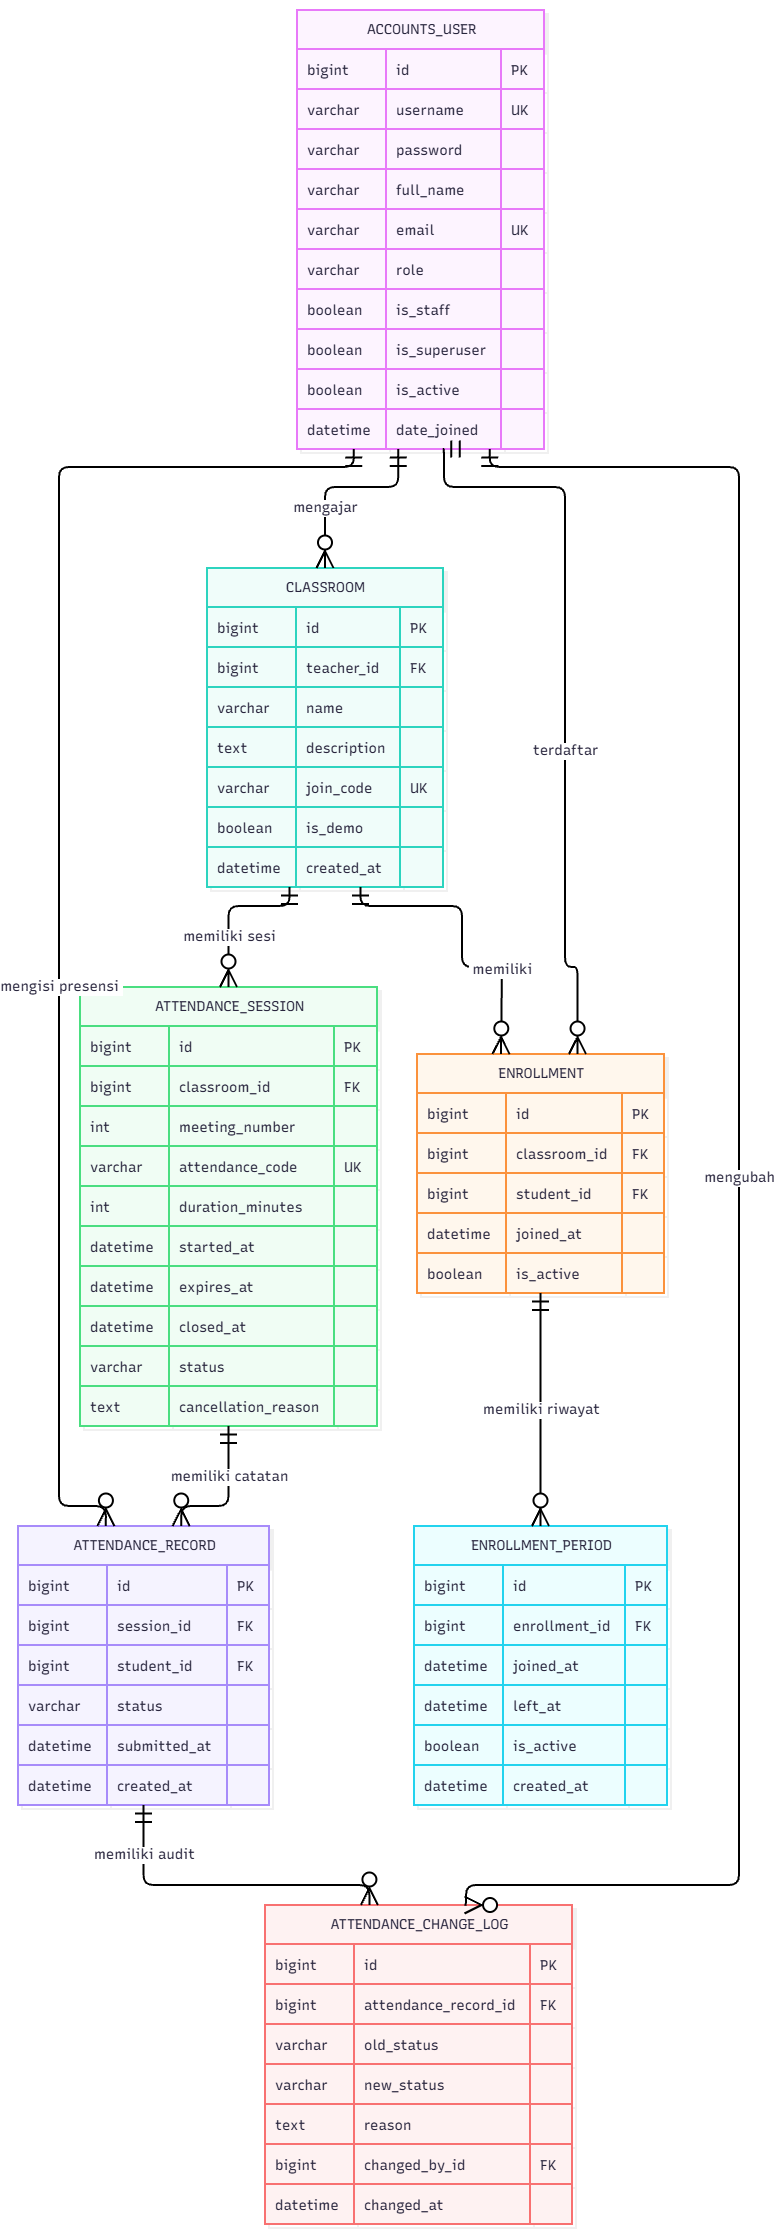 ACCOUNTS_USER
bigint id PK
varchar username UK
varchar password
varchar full_name
varchar email UK
varchar role
boolean is_staff
boolean is_superuser
boolean is_active
datetime date_joined
mengajar
CLASSROOM
bigint id PK
bigint teacher_id FK
varchar name
text description
varchar join_code UK
boolean is_demo
datetime created_at
terdaftar
memiliki sesi
memiliki
mengisi presensi
ATTENDANCE_SESSION
bigint id PK
bigint classroom_id FK
int meeting_number
varchar attendance_code UK
int duration_minutes
datetime started_at
datetime expires_at
datetime closed_at
varchar status
text cancellation_reason
ENROLLMENT
bigint id PK
bigint classroom_id FK
bigint student_id FK
datetime joined_at
boolean is_active
mengubah
memiliki riwayat
memiliki catatan
ATTENDANCE_RECORD
bigint id PK
bigint session_id FK
bigint student_id FK
varchar status
datetime submitted_at
datetime created_at
ENROLLMENT_PERIOD
bigint id PK
bigint enrollment_id FK
datetime joined_at
datetime left_at
boolean is_active
datetime created_at
memiliki audit
ATTENDANCE_CHANGE_LOG
bigint id PK
bigint attendance_record_id FK
varchar old_status
varchar new_status
text reason
bigint changed_by_id FK
datetime changed_at